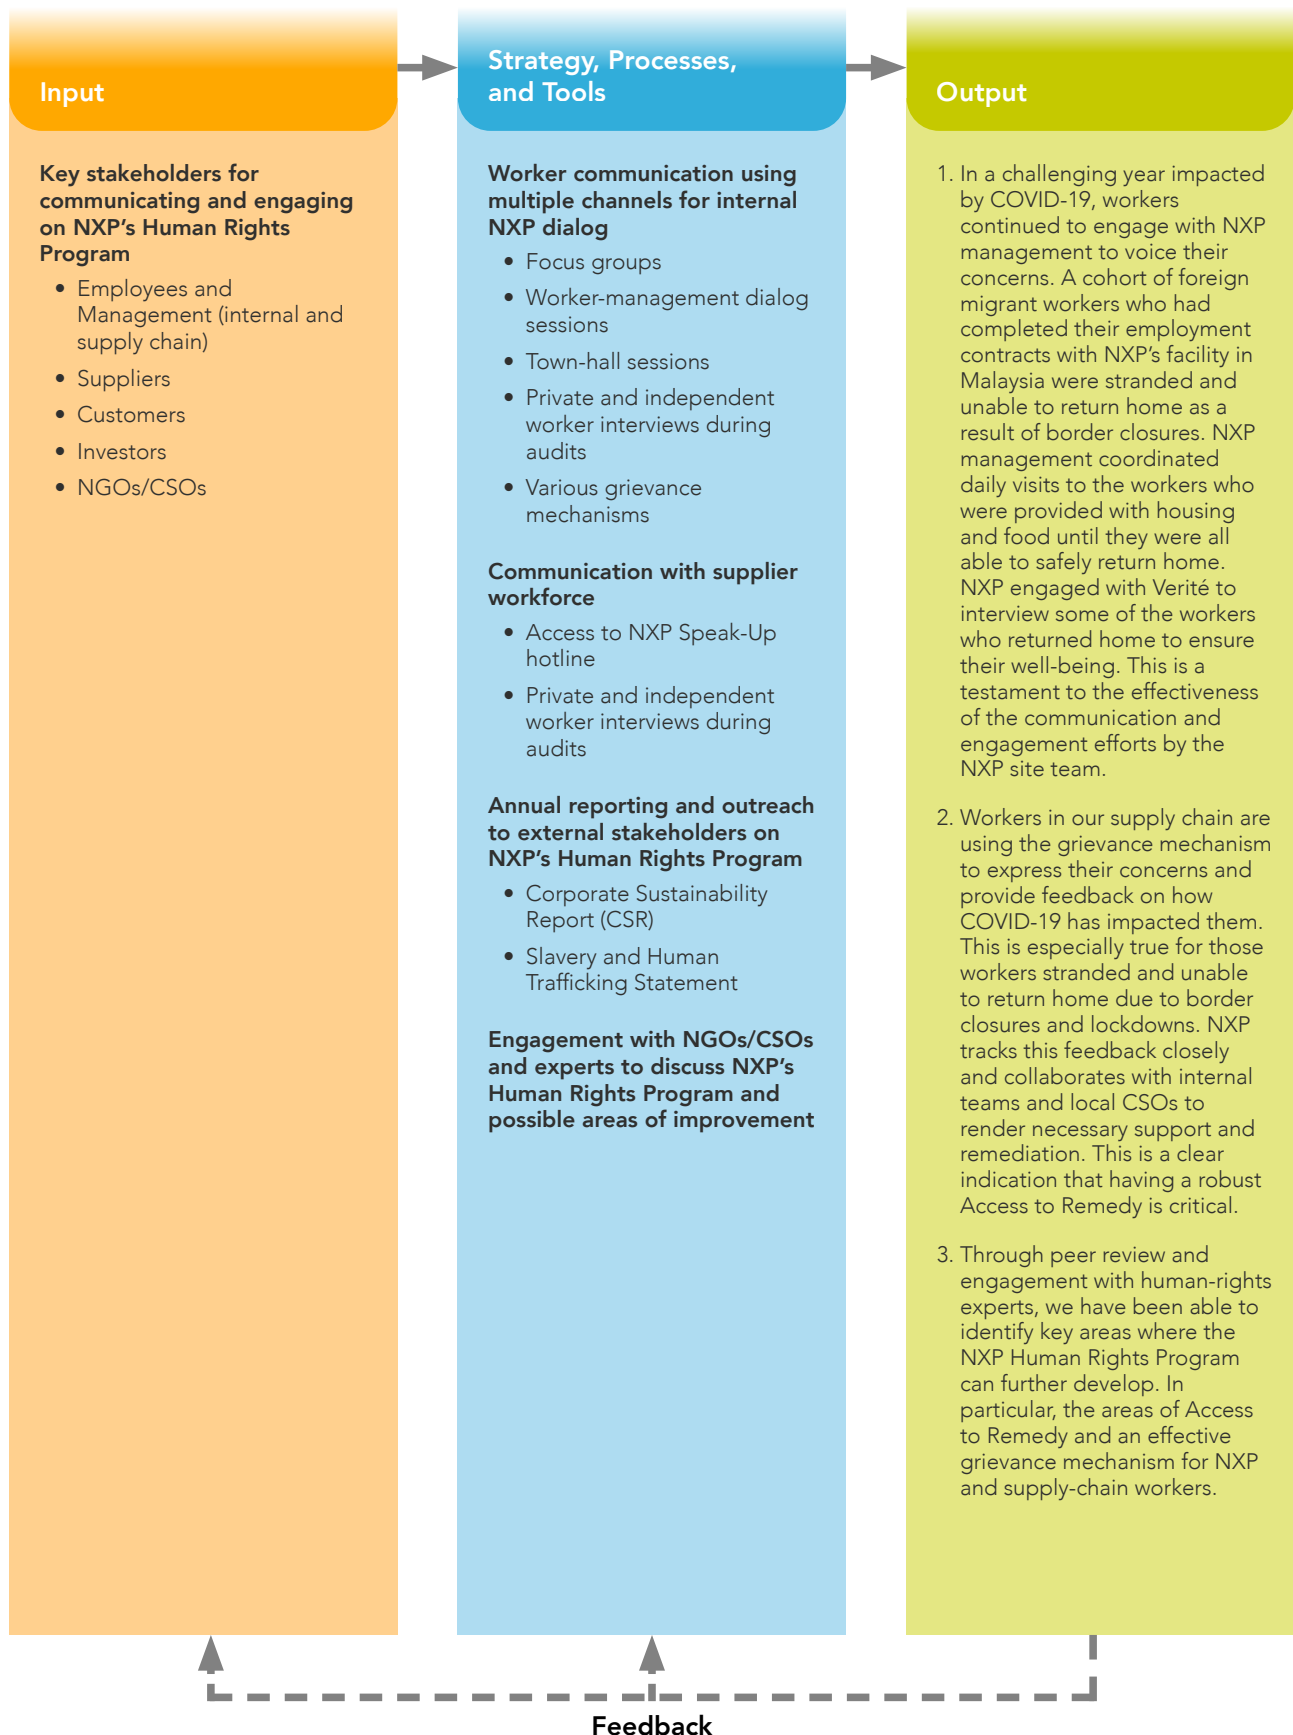 Input
Key stakeholders for
communicating and engaging
on NXP's Human Rights
Program
• Employees and
Management (internal and
supply chain)
• Suppliers
• Customers
• Investors
• NGOs/CSOs
Strategy, Processes,
and Tools
Worker communication using
multiple channels for internal
NXP dialog
• Focus groups
• Worker-management dialog
sessions
• Town-hall sessions
• Private and independent
worker interviews during
audits
• Various grievance
mechanisms
Communication with supplier
workforce
• Access to NXP Speak-Up
hotline
• Private and independent
worker interviews during
audits
Annual reporting and outreach
to external stakeholders on
NXP's Human Rights Program
• Corporate Sustainability
Report (CSR)
• Slavery and Human
Trafficking Statement
Engagement with NGOs/CSOs
and experts to discuss NXP's
Human Rights Program and
possible areas of improvement
Output
1. In a challenging year impacted
by COVID-19, workers
continued to engage with NXP
management to voice their
concerns. A cohort of foreign
migrant workers who had
completed their employment
contracts with NXP's facility in
Malaysia were stranded and
unable to return home as a
result of border closures. NXP
management coordinated
daily visits to the workers who
were provided with housing
and food until they were all
able to safely return home.
NXP engaged with Verité to
interview some of the workers
who returned home to ensure
their well-being. This is a
testament to the effectiveness
of the communication and
engagement efforts by the
NXP site team.
2. Workers in our supply chain are
using the grievance mechanism
to express their concerns and
provide feedback on how
COVID-19 has impacted them.
This is especially true for those
workers stranded and unable
to return home due to border
closures and lockdowns. NXP
tracks this feedback closely
and collaborates with internal
teams and local CSOs to
render necessary support and
remediation. This is a clear
indication that having a robust
Access to Remedy is critical.
3. Through peer review and
engagement with human-rights
experts, we have been able to
identify key areas where the
NXP Human Rights Program
can further develop. In
particular, the areas of Access
to Remedy and an effective
grievance mechanism for NXP
and supply-chain workers.
Feedback